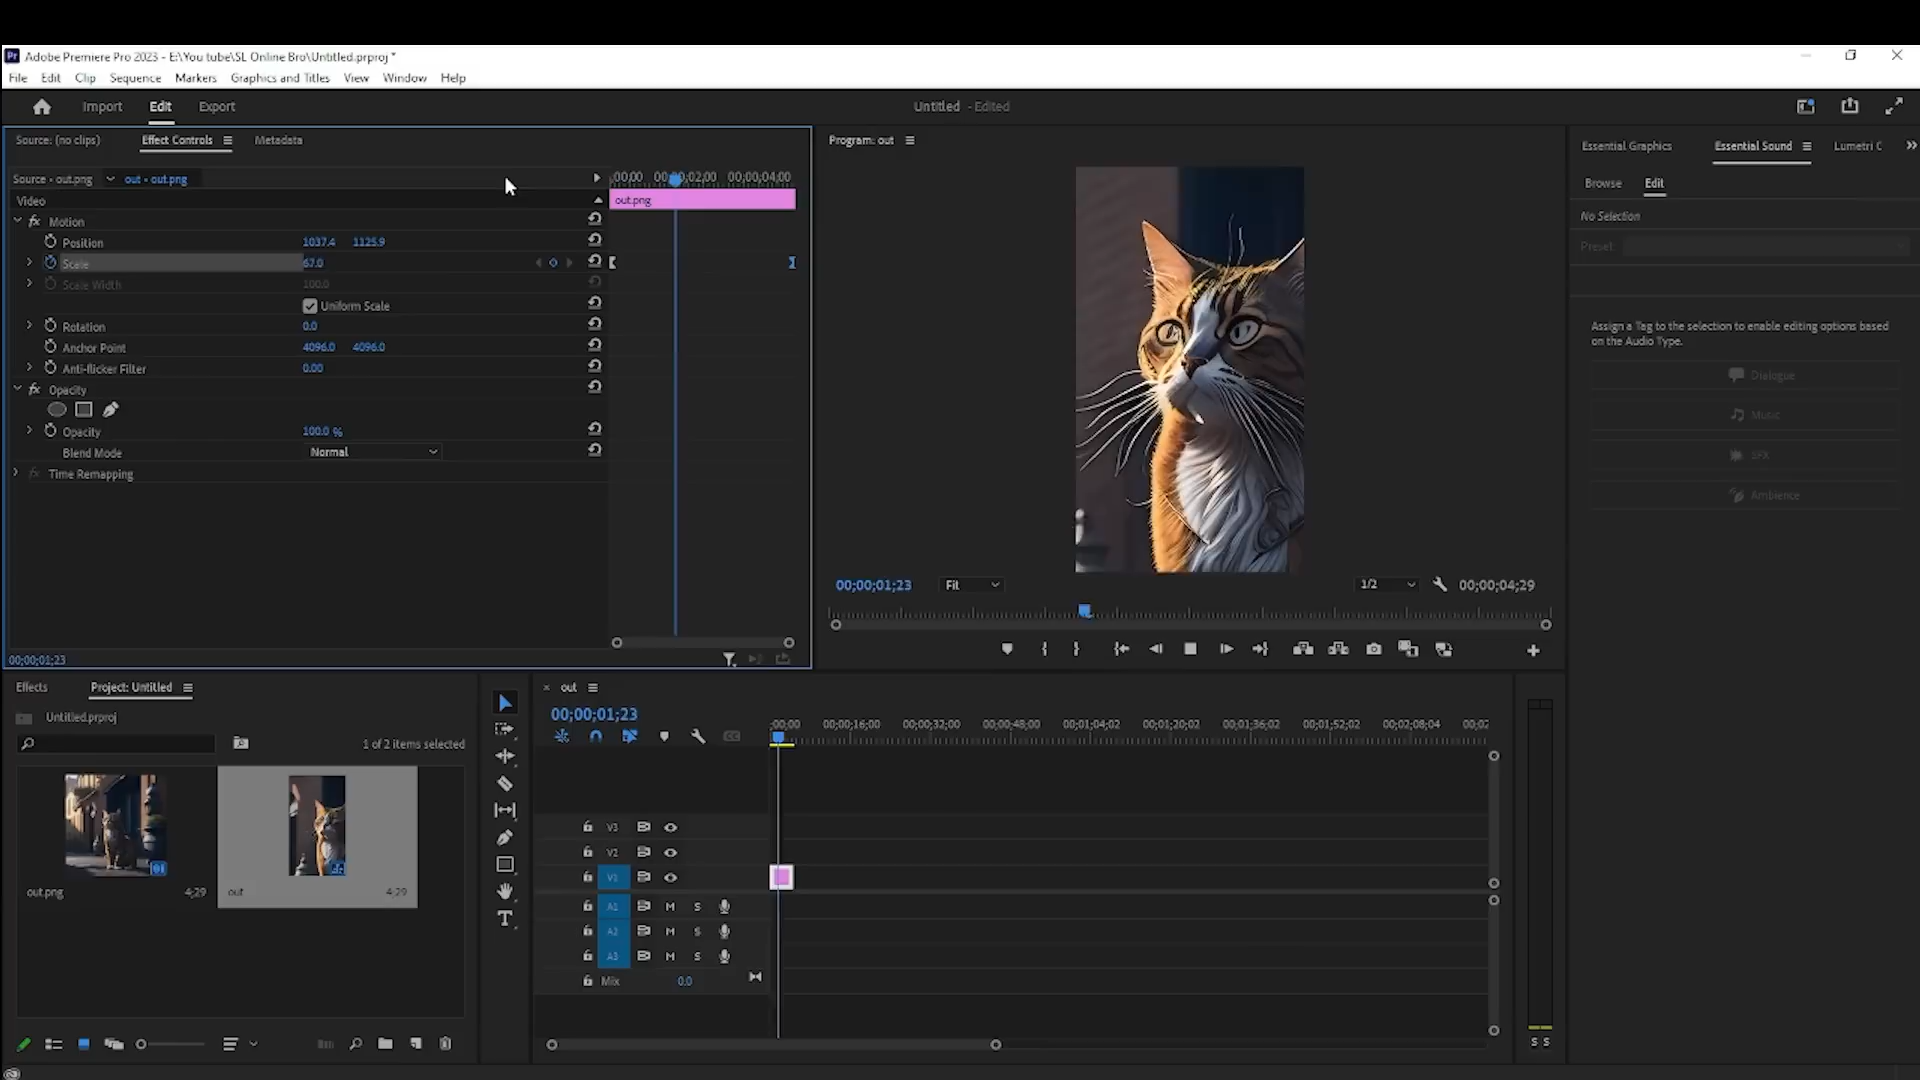 Adobe Premiere Pro 2023 - E:\You tube\SL Online Bro\Untitled.prproj *
File Edit Clip Sequence Markers Graphics and Titles View Window Help
Import Edit Export
Untitled - Edited
Source: (no clips) Effect Controls Metadata
Program: out
Essential Graphics Essential Sound Lumetri C
Source • out.png out • out.png
;00;00 00;00;02;00 00;00;04;00
Video
out.png
Browse Edit
No Selection
Preset:
Motion
Position 1037.4 1125.9
Scale 67.0
Scale Width 100.0
Uniform Scale
Rotation 0.0
Anchor Point 4096.0 4096.0
Anti-flicker Filter 0.00
Opacity
Opacity 100.0 %
Blend Mode Normal
Time Remapping
Assign a Tag to the selection to enable editing options based
on the Audio Type.
Dialogue
Music
SFX
Ambience
00;00;01;23 Fit 1/2 00;00;04;29
00;00;01;23
Effects Project: Untitled
Untitled.prproj
1 of 2 items selected
out.png 4;29
out 4;29
out
00;00;01;23
;00;00 00;00;16;00 00;00;32;00 00;00;48;00 00;01;04;02 00;01;20;02 00;01;36;02 00;01;52;02 00;02;08;04 00;02
V3
V2
V1
A1 M S
A2 M S
A3 M S
Mix 0.0
S S